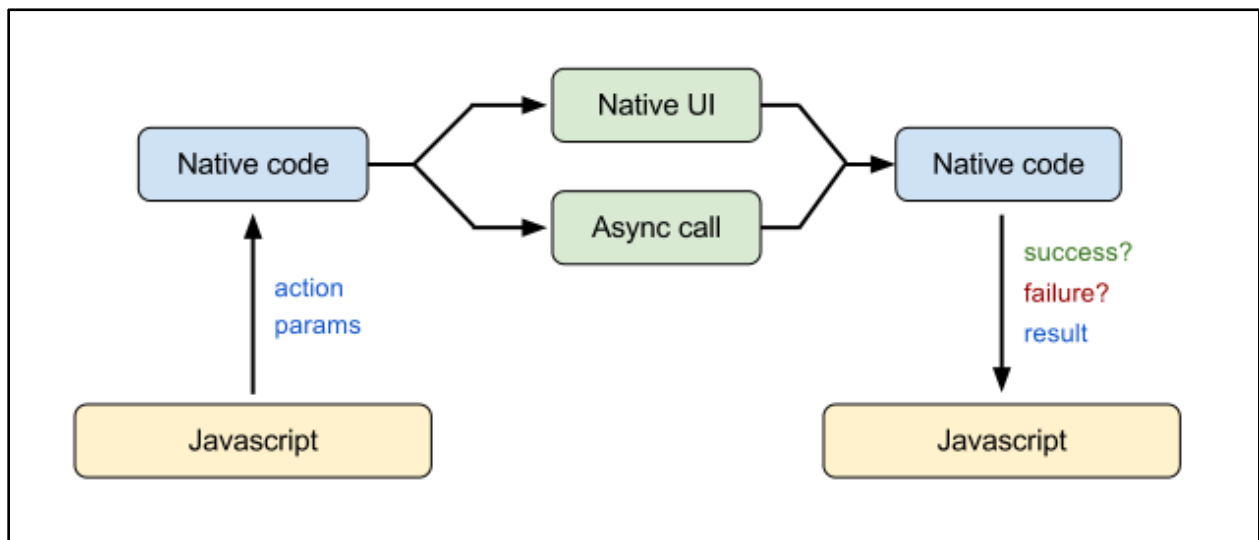 Native UI
Native code
Native code
Async call
success?
action
failure?
params
result
Javascript
Javascript